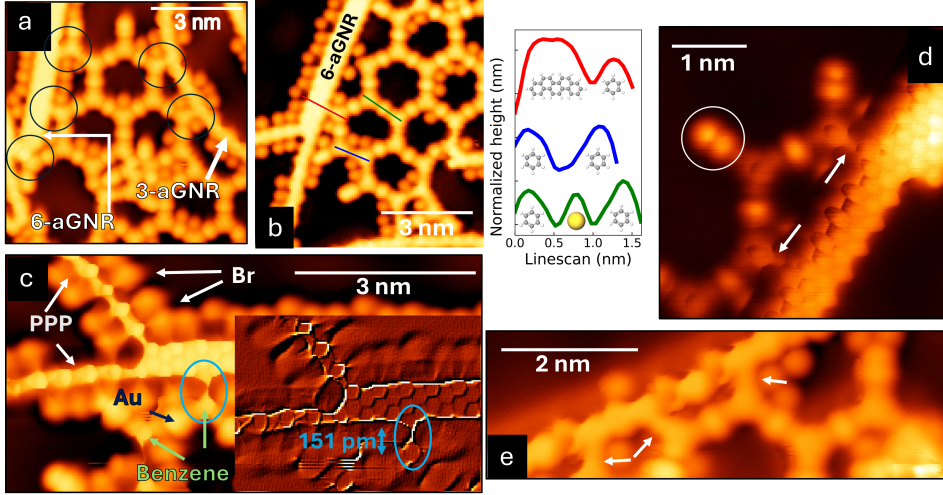 a
3 nm
6-aGNR
3-aGNR
6-aGNR
b
3 nm
Normalized height (nm)
0.0 0.5 1.0 1.5
Linescan (nm)
1 nm
d
c
Br
3 nm
PPP
Au
Benzene
151 pm
2 nm
e